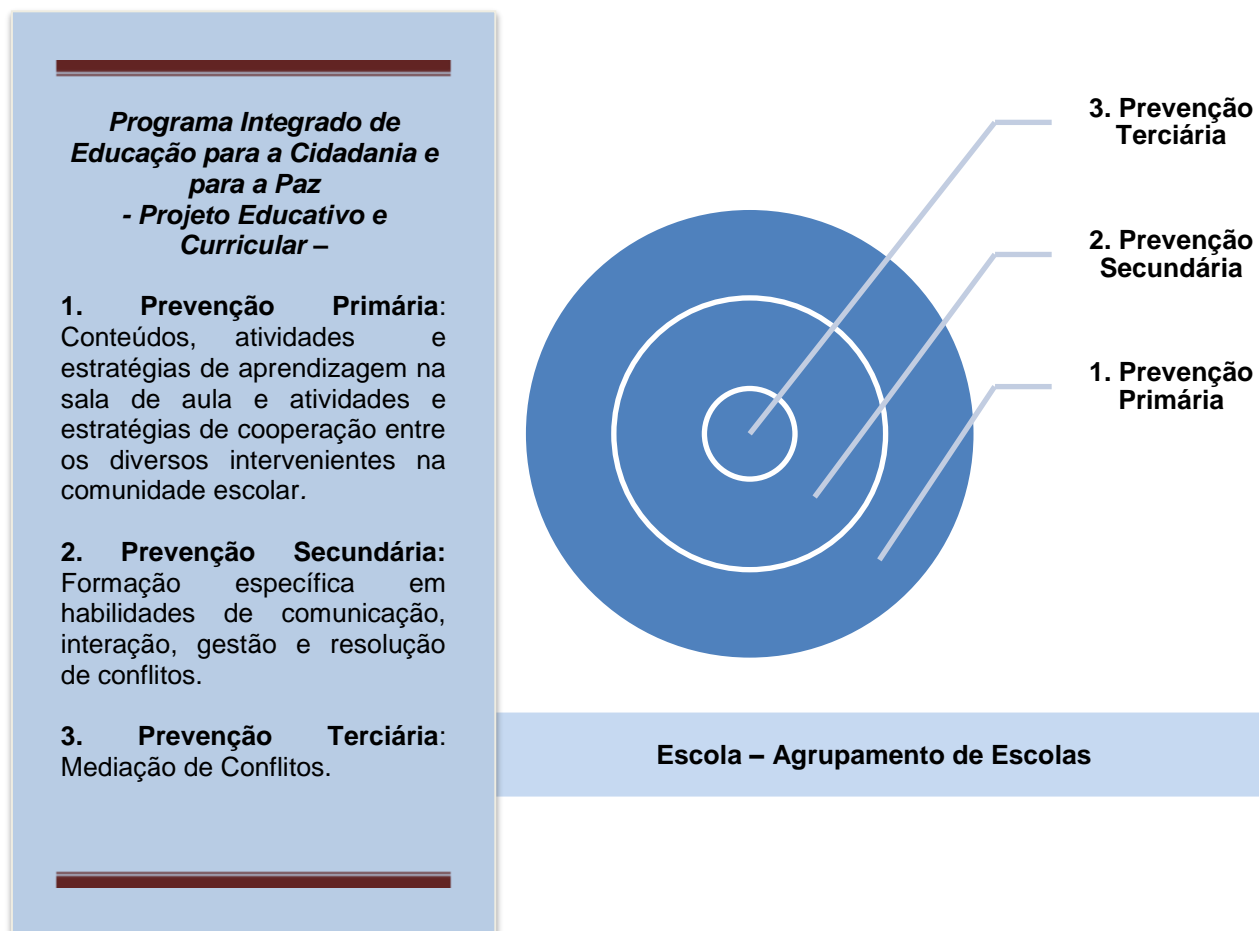 Programa Integrado de
Educação para a Cidadania e
para a Paz
- Projeto Educativo e
Curricular –
1. Prevenção Primária:
Conteúdos, atividades e
estratégias de aprendizagem na
sala de aula e atividades e
estratégias de cooperação entre
os diversos intervenientes na
comunidade escolar.
2. Prevenção Secundária:
Formação específica em
habilidades de comunicação,
interação, gestão e resolução
de conflitos.
3. Prevenção Terciária:
Mediação de Conflitos.
3. Prevenção
Terciária
2. Prevenção
Secundária
1. Prevenção
Primária
Escola – Agrupamento de Escolas